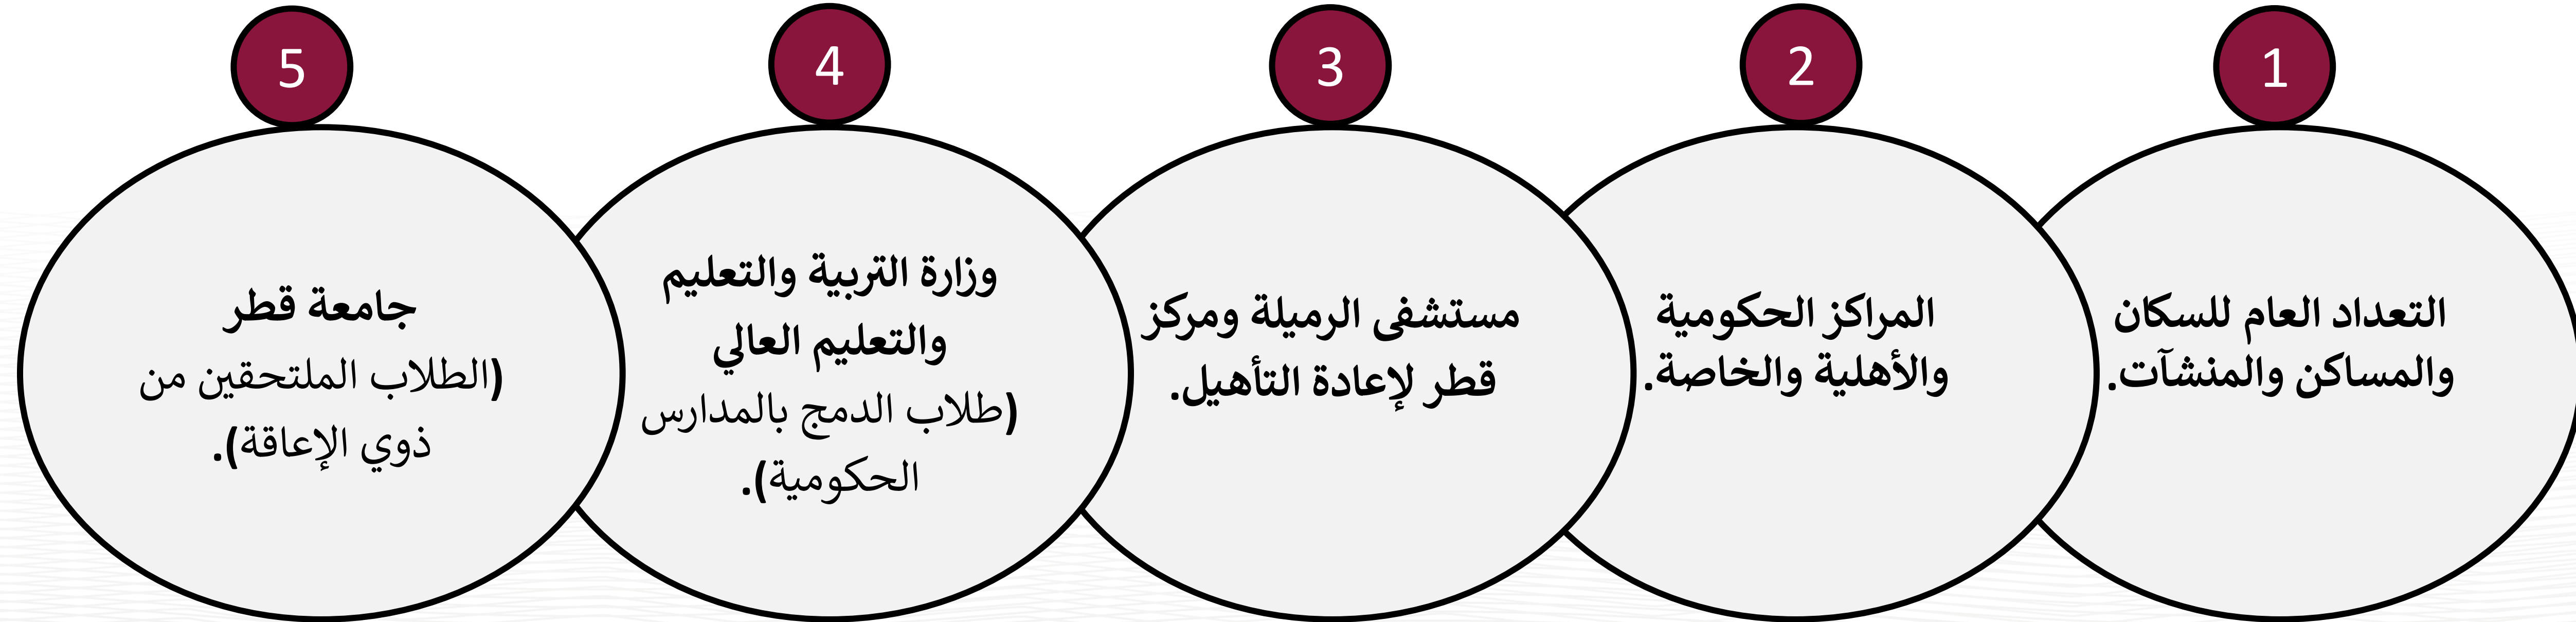 1
التعداد العام للسكان
والمساكن والمنشآت.
2
المراكز الحكومية
والأهلية والخاصة.
3
مستشفى الرميلة ومركز
قطر لإعادة التأهيل.
4
وزارة التربية والتعليم
والتعليم العالي
(طلاب الدمج بالمدارس
الحكومية).
5
جامعة قطر
(الطلاب الملتحقين من
ذوي الإعاقة).